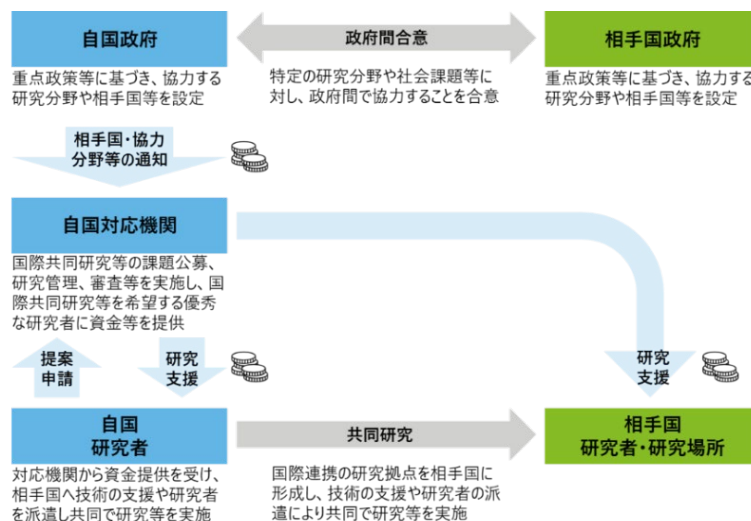 自国政府
政府間合意
相手国政府
重点政策等に基づき、協力する
研究分野や相手国等を設定
特定の研究分野や社会課題等に
対し、政府間で協力することを合意
重点政策等に基づき、協力する
研究分野や相手国等を設定
相手国・協力
分野等の通知
自国対応機関
国際共同研究等の課題公募、
研究管理、審査等を実施し、国
際共同研究等を希望する優秀
な研究者に資金等を提供
提案
申請
研究
支援
研究
支援
自国
研究者
共同研究
相手国
研究者・研究場所
対応機関から資金提供を受け、
相手国へ技術の支援や研究者
を派遣し共同で研究等を実施
国際連携の研究拠点を相手国に
形成し、技術の支援や研究者の派
遣により共同で研究等を実施